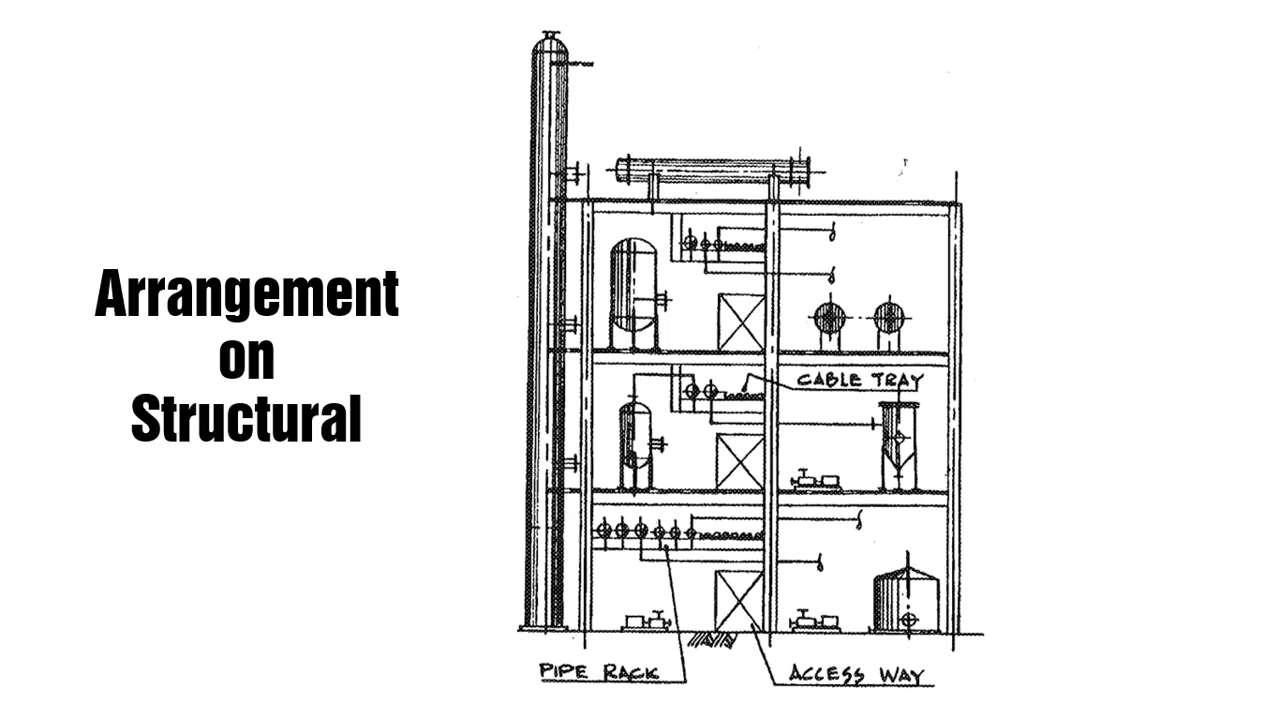 Arrangement
on
Structural
CABLE TRAY
PIPE RACK
ACCESS WAY